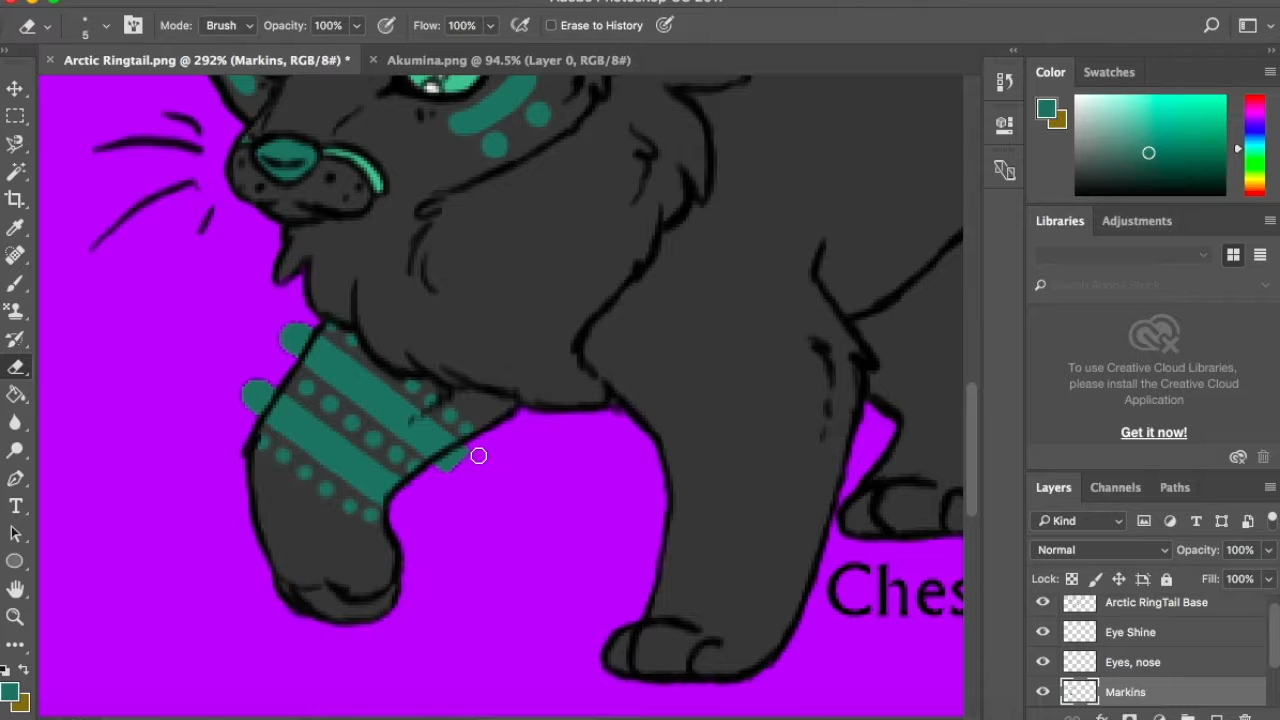 5 Mode: Brush Opacity: 100% Flow: 100% Erase to History
Arctic Ringtail.png @ 292% (Markins, RGB/8#) * Akumina.png @ 94.5% (Layer 0, RGB/8#)
Color Swatches
Libraries Adjustments
To use Creative Cloud Libraries,
please install the Creative Cloud
Application
Get it now!
Layers Channels Paths
Kind
Normal Opacity: 100%
Lock: Fill: 100%
Arctic RingTail Base
Eye Shine
Eyes, nose
Markins
Ches